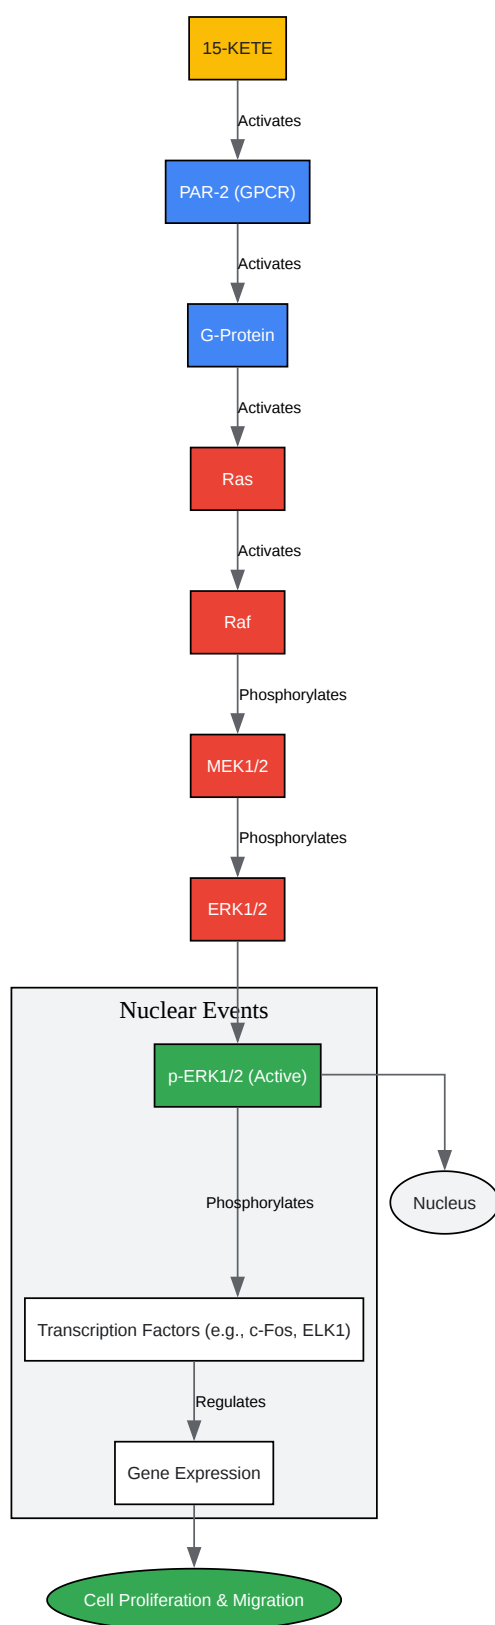 15-KETE
Activates
PAR-2 (GPCR)
Activates
G-Protein
Activates
Ras
Activates
Raf
Phosphorylates
MEK1/2
Phosphorylates
ERK1/2
Nuclear Events
p-ERK1/2 (Active)
Phosphorylates
Nucleus
Transcription Factors (e.g., c-Fos, ELK1)
Regulates
Gene Expression
Cell Proliferation & Migration